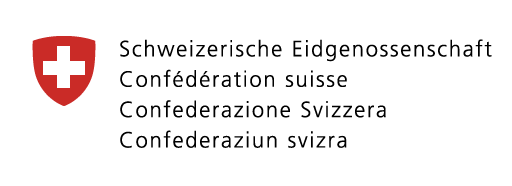 Schweizerische Eidgenossenschaft
Confédération suisse
Confederazione Svizzera
Confederaziun svizra